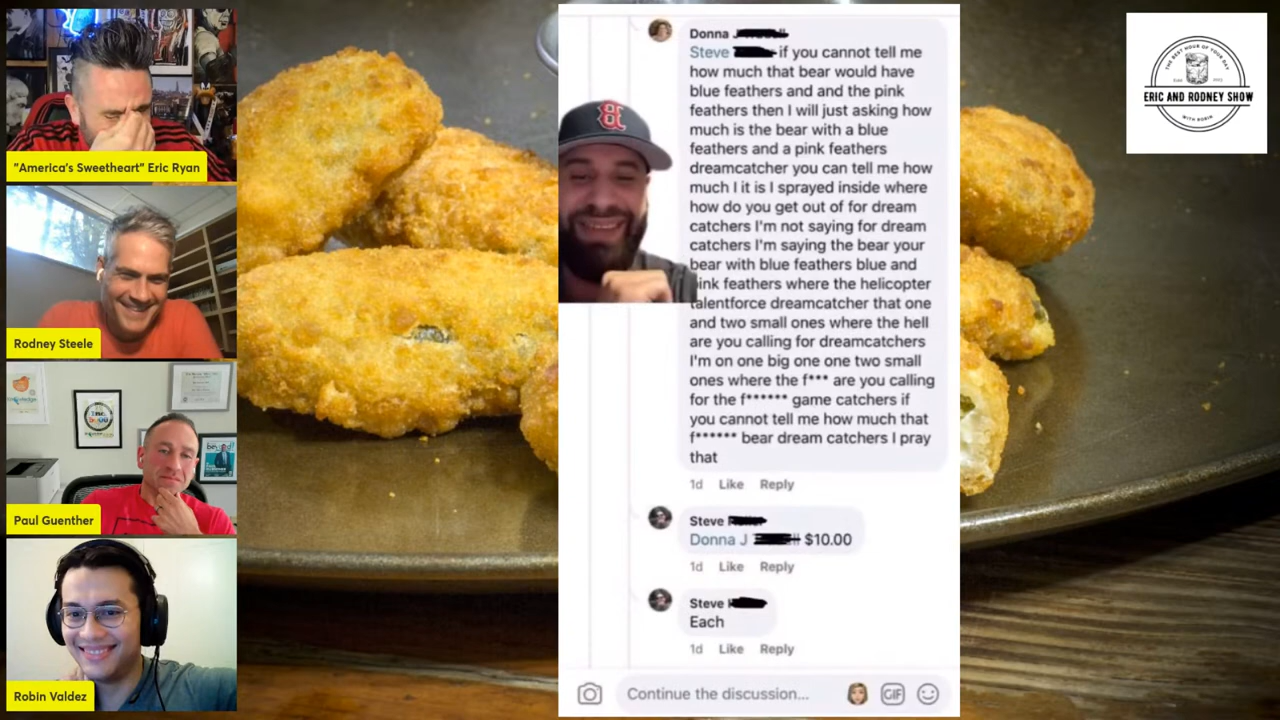 "America's Sweetheart" Eric Ryan
Rodney Steele
Paul Guenther
Robin Valdez
Donna J
Steve if you cannot tell me
how much that bear would have
blue feathers and and the pink
feathers then I will just asking how
much is the bear with a blue
feathers and a pink feathers
dreamcatcher you can tell me how
much I it is I sprayed inside where
how do you get out of for dream
catchers I'm not saying for dream
catchers I'm saying the bear your
bear with blue feathers blue and
pink feathers where the helicopter
talentforce dreamcatcher that one
and two small ones where the hell
are you calling for dreamcatchers
I'm on one big one one two small
ones where the f*** are you calling
for the f****** game catchers if
you cannot tell me how much that
f****** bear dream catchers I pray
that
1d Like Reply
Steve
Donna J $10.00
1d Like Reply
Steve
Each
1d Like Reply
Continue the discussion...
GIF
B
THE BEST HOUR OF YOUR DAY
ERIC AND RODNEY SHOW
WITH ROBIN